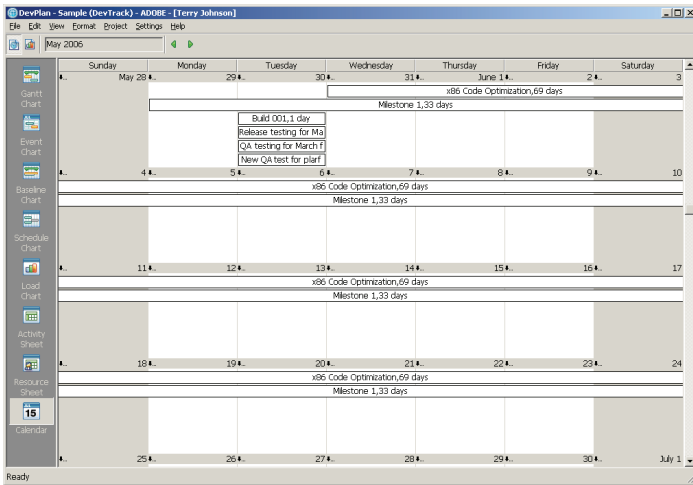 DevPlan - Sample (DevTrack) - ADOBE - [Terry Johnson]
File Edit View Format Project Settings Help
May 2006
Gantt
Chart
Event
Chart
Baseline
Chart
Schedule
Chart
Load
Chart
Activity
Sheet
Resource
Sheet
15
Calendar
Sunday Monday Tuesday Wednesday Thursday Friday Saturday
May 28 29 30 31 June 1 2 3
x86 Code Optimization,69 days
Milestone 1,33 days
Build 001,1 day
Release testing for Ma
QA testing for March f
New QA test for plarf
4 5 6 7 8 9 10
x86 Code Optimization,69 days
Milestone 1,33 days
11 12 13 14 15 16 17
x86 Code Optimization,69 days
Milestone 1,33 days
18 19 20 21 22 23 24
x86 Code Optimization,69 days
Milestone 1,33 days
25 26 27 28 29 30 July 1
Ready